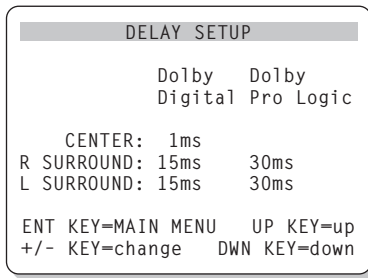 DELAY SETUP
Dolby Dolby
Digital Pro Logic
CENTER: 1ms
R SURROUND: 15ms 30ms
L SURROUND: 15ms 30ms
ENT KEY=MAIN MENU UP KEY=up
+/- KEY=change DWN KEY=down